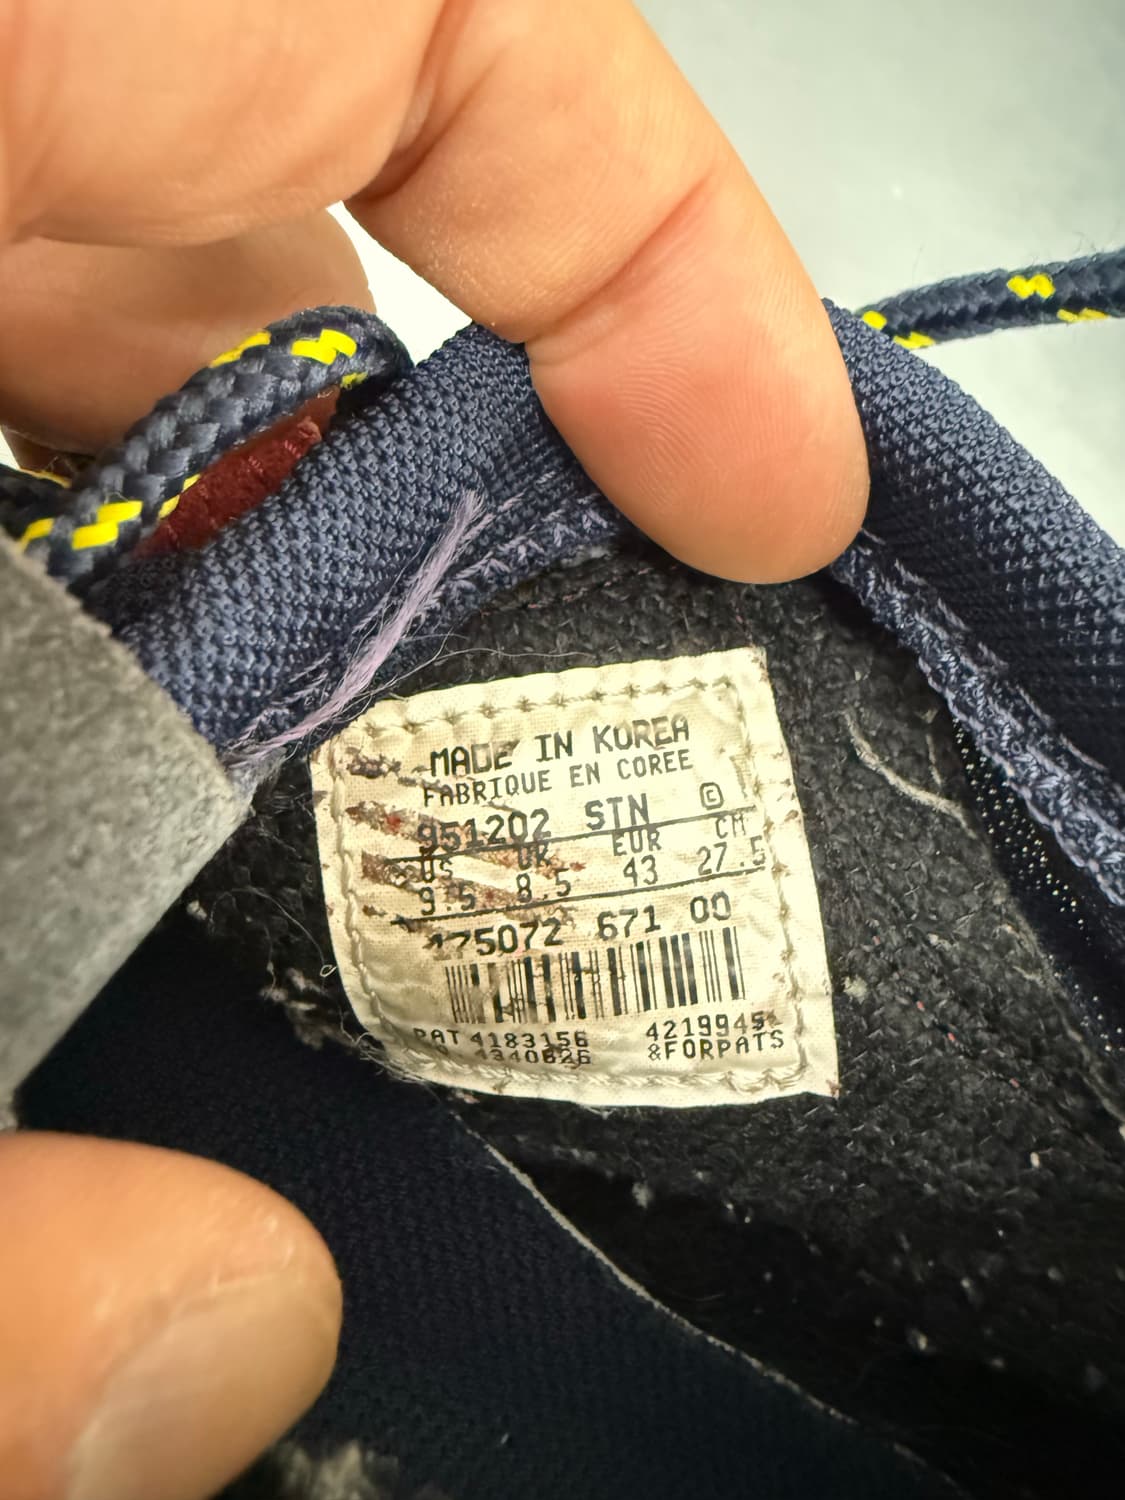 MADE IN KOREA
FABRIQUE EN COREE
951202 STN ©
US UK EUR CM
9.5 8.5 43 27.5
175072 671 00
PAT 4183156 4219945
4340626 &FORPATS